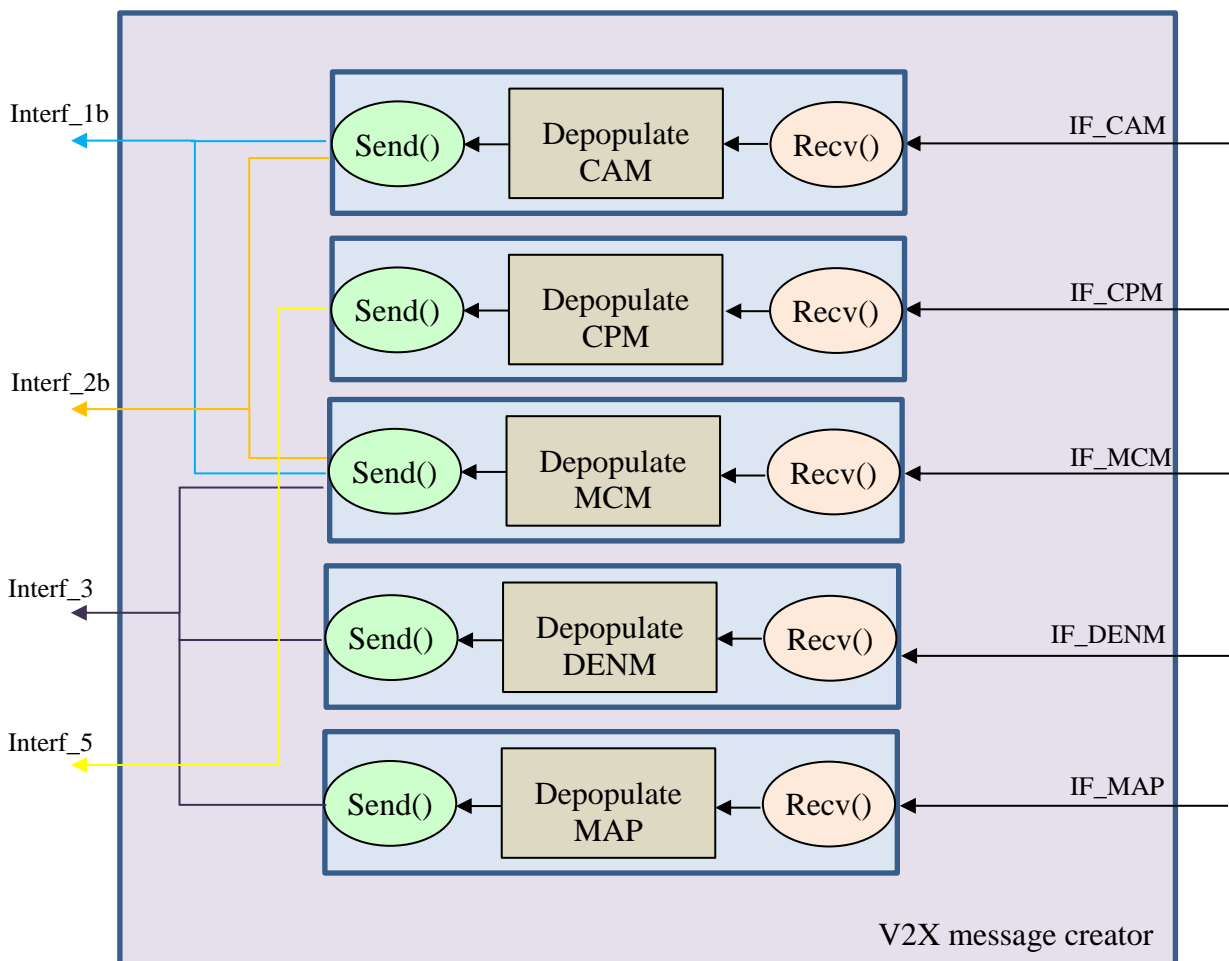 Interf_1b
Send()
Depopulate
CAM
Recv()
IF_CAM
Send()
Depopulate
CPM
Recv()
IF_CPM
Interf_2b
Send()
Depopulate
MCM
Recv()
IF_MCM
Interf_3
Send()
Depopulate
DENM
Recv()
IF_DENM
Interf_5
Send()
Depopulate
MAP
Recv()
IF_MAP
V2X message creator